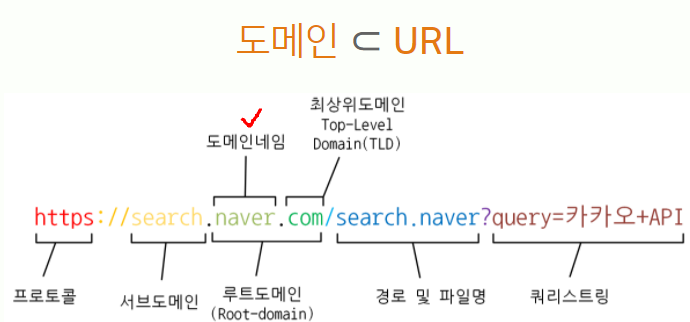 도메인 ⊂ URL
최상위도메인
Top-Level
Domain(TLD)
도메인네임
https://search.naver.com/search.naver?query=카카오+API
프로토콜
서브도메인
루트도메인
(Root-domain)
경로 및 파일명
쿼리스트링